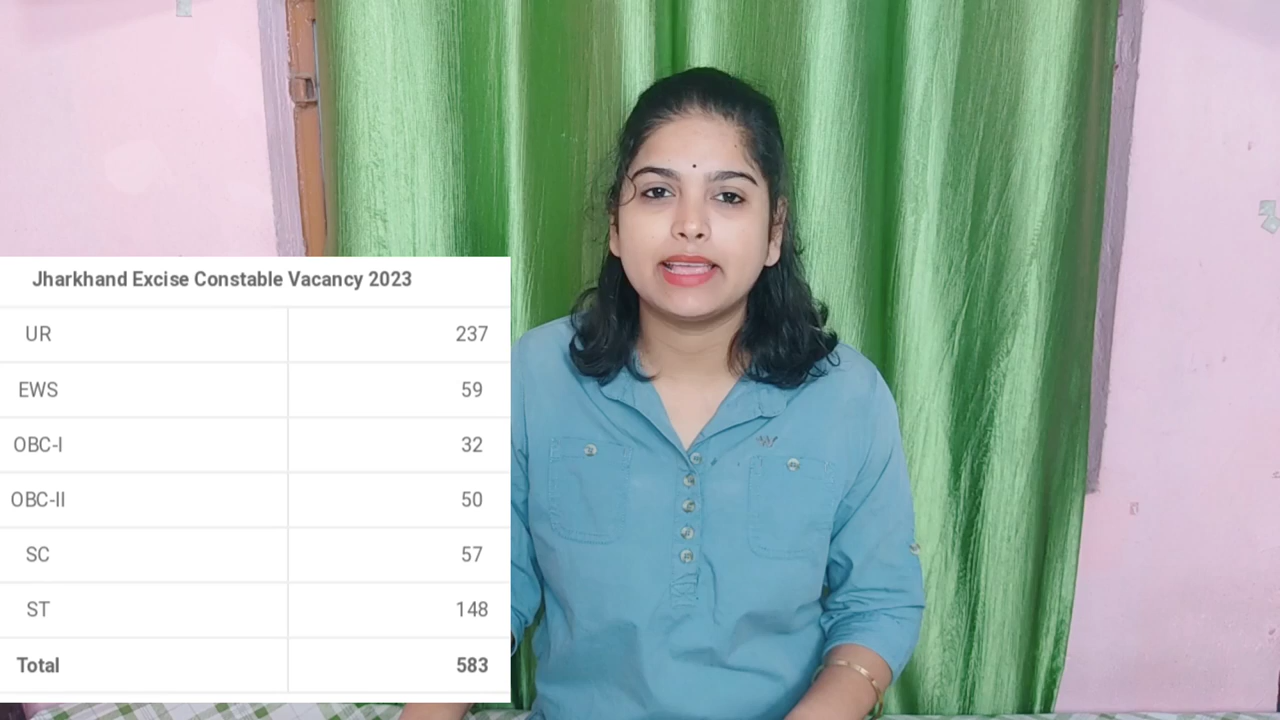 Jharkhand Excise Constable Vacancy 2023
UR 237
EWS 59
OBC-I 32
OBC-II 50
SC 57
ST 148
Total 583